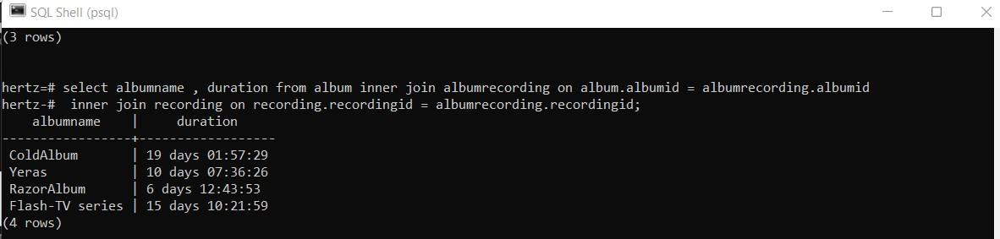 SQL Shell (psql)
(3 rows)
hertz=# select albumname , duration from album inner join albumrecording on album.albumid = albumrecording.albumid
hertz-#  inner join recording on recording.recordingid = albumrecording.recordingid;
    albumname    |     duration
-----------------+------------------
 ColdAlbum       | 19 days 01:57:29
 Yeras           | 10 days 07:36:26
 RazorAlbum      | 6 days 12:43:53
 Flash-TV series | 15 days 10:21:59
(4 rows)